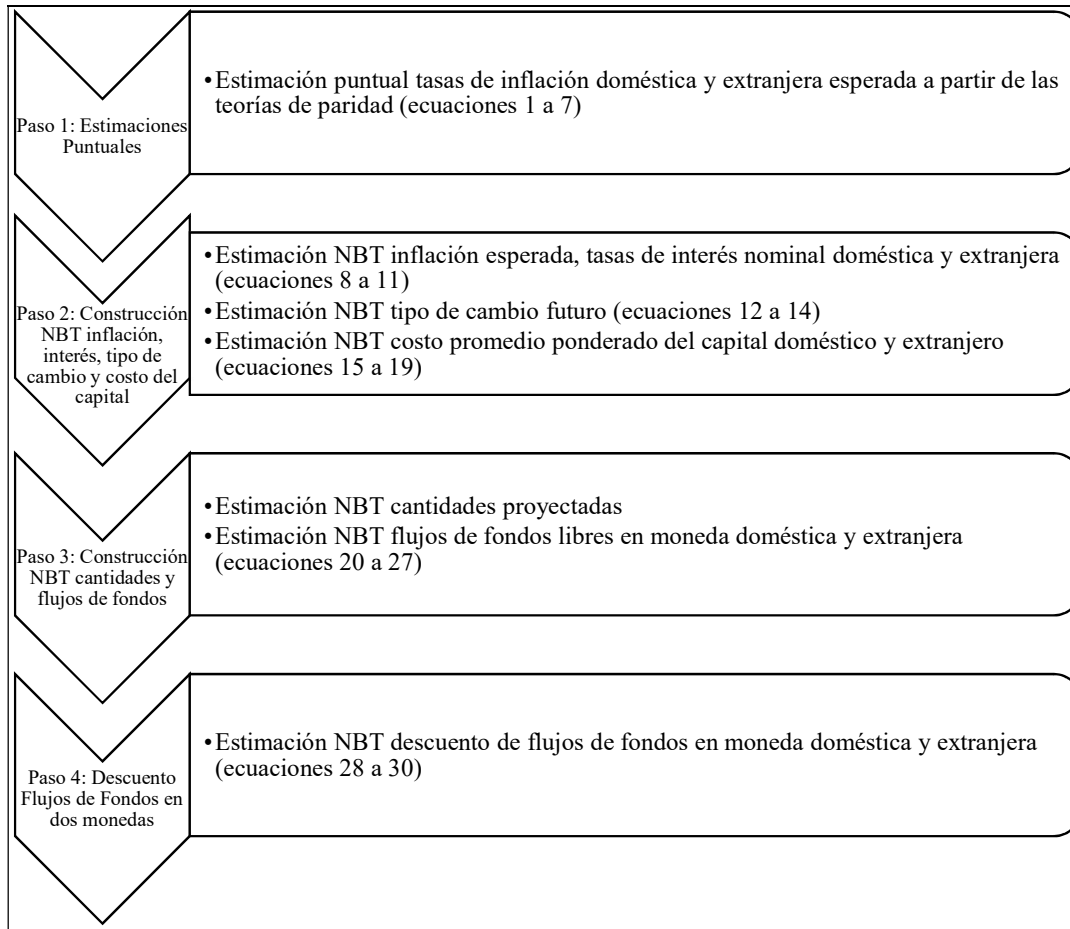 Paso 1: Estimaciones
Puntuales
•Estimación puntual tasas de inflación doméstica y extranjera esperada a partir de las
teorías de paridad (ecuaciones 1 a 7)
Paso 2: Construcción
NBT inflación,
interés, tipo de
cambio y costo del
capital
•Estimación NBT inflación esperada, tasas de interés nominal doméstica y extranjera
(ecuaciones 8 a 11)
•Estimación NBT tipo de cambio futuro (ecuaciones 12 a 14)
•Estimación NBT costo promedio ponderado del capital doméstico y extranjero
(ecuaciones 15 a 19)
Paso 3: Construcción
NBT cantidades y
flujos de fondos
•Estimación NBT cantidades proyectadas
•Estimación NBT flujos de fondos libres en moneda doméstica y extranjera
(ecuaciones 20 a 27)
Paso 4: Descuento
Flujos de Fondos en
dos monedas
•Estimación NBT descuento de flujos de fondos en moneda doméstica y extranjera
(ecuaciones 28 a 30)